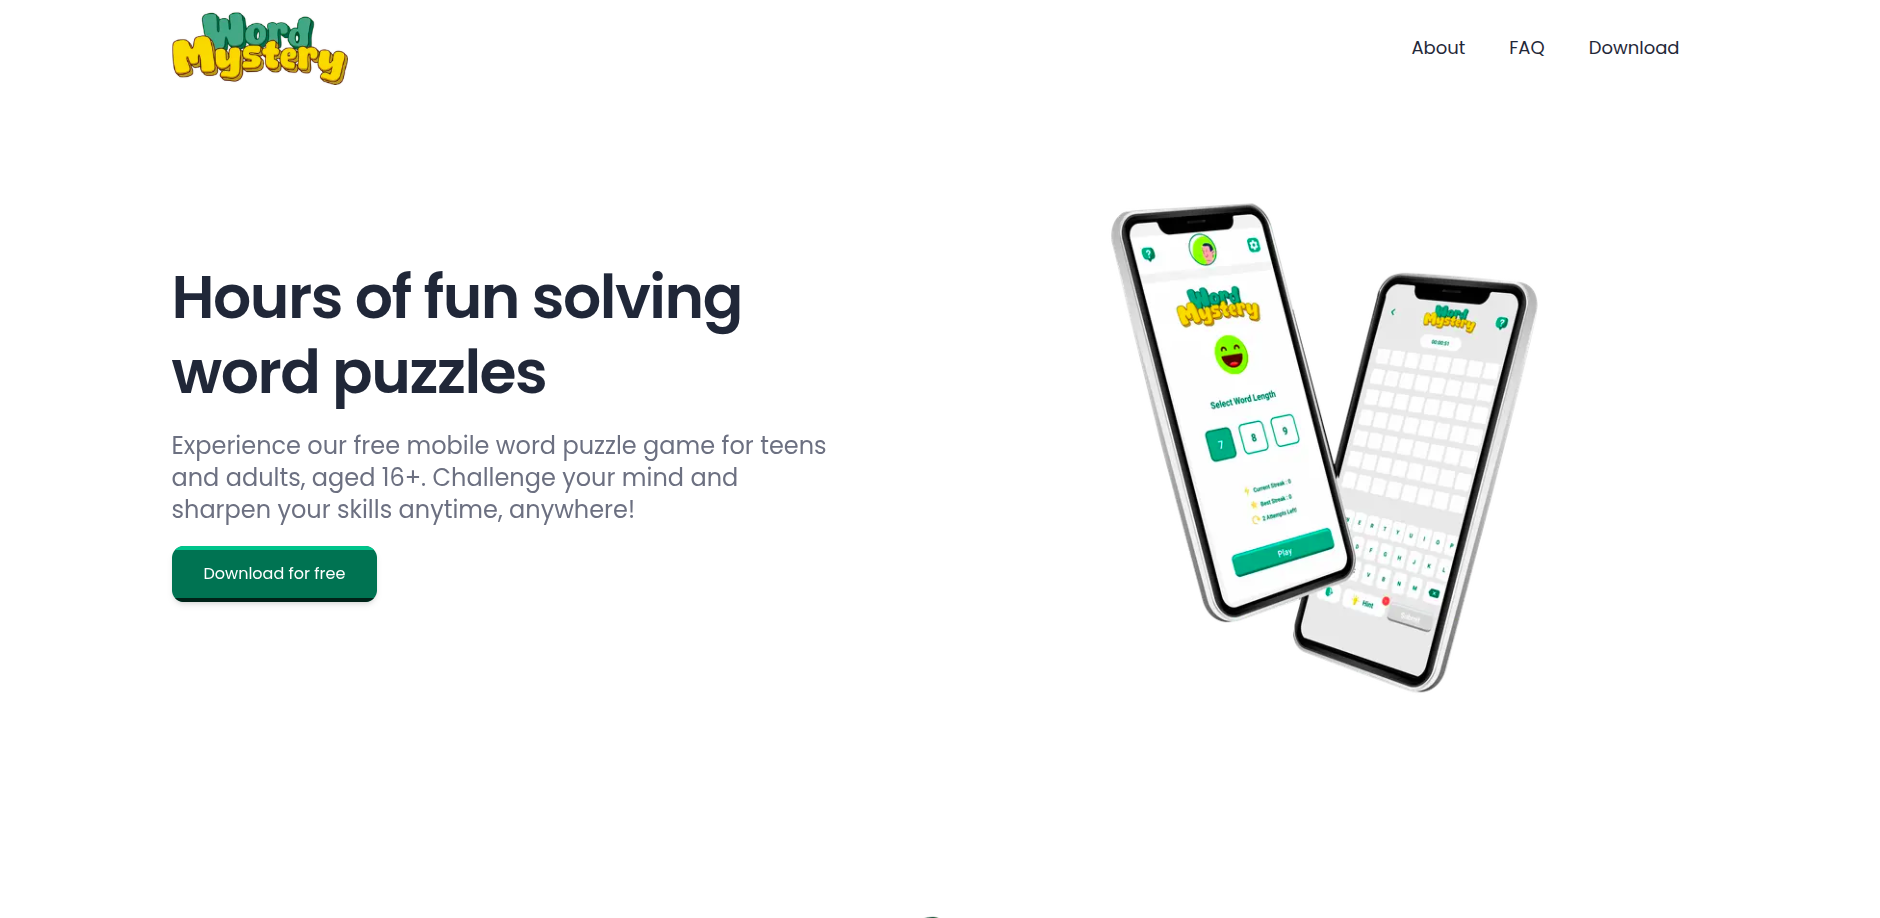 Word
Mystery
About
FAQ
Download
Hours of fun solving
word puzzles
Experience our free mobile word puzzle game for teens
and adults, aged 16+. Challenge your mind and
sharpen your skills anytime, anywhere!
Download for free
?
Word
Mystery
Select Word Length
7
8
9
Current Streak : 0
Best Streak : 0
2 Attempts Left!
Play
Word
Mystery
?
00:00:01
E R T Y U I O P
D F G H J K L
V B N M
Hint
Submit